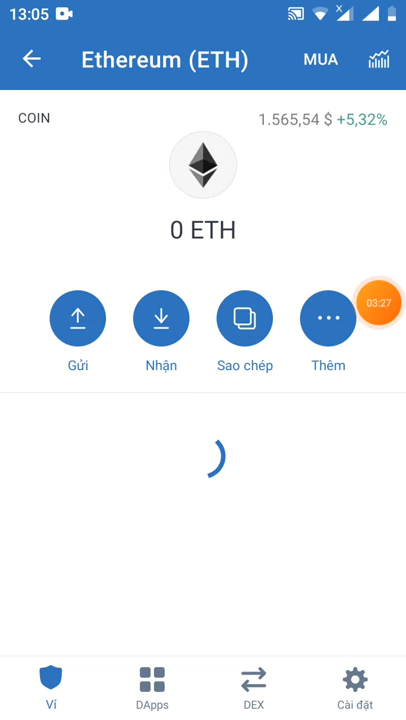 13:05
Ethereum (ETH)
MUA
COIN
1.565,54 $ +5,32%
0 ETH
03:27
Gửi
Nhận
Sao chép
Thêm
Ví
DApps
DEX
Cài đặt